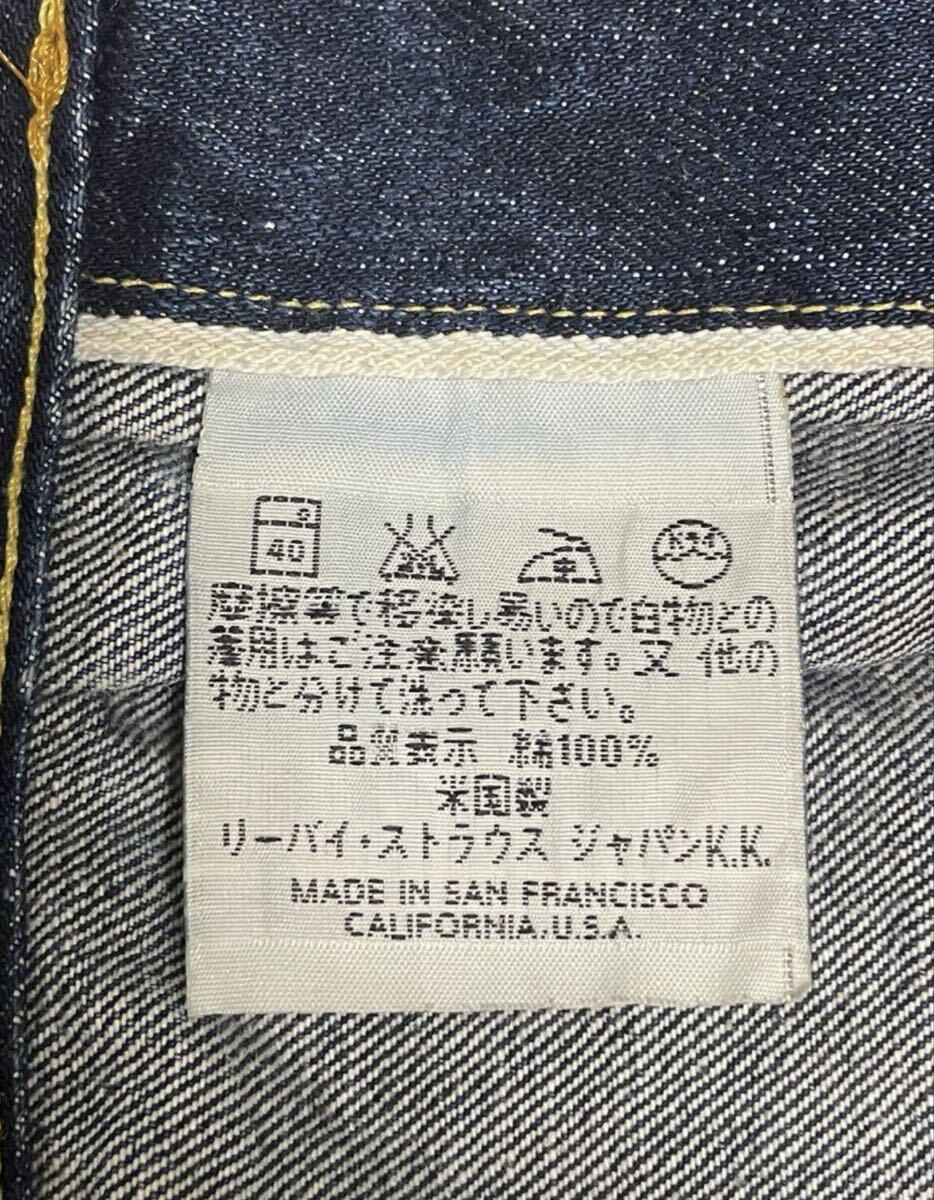 40
摩擦等で移染し易いので白物との
着用はご注意願います。又 他の
物と分けて洗って下さい。
品質表示 綿100%
米国製
リーバイ・ストラウス ジャパンK.K.
MADE IN SAN FRANCISCO
CALIFORNIA.U.S.A.